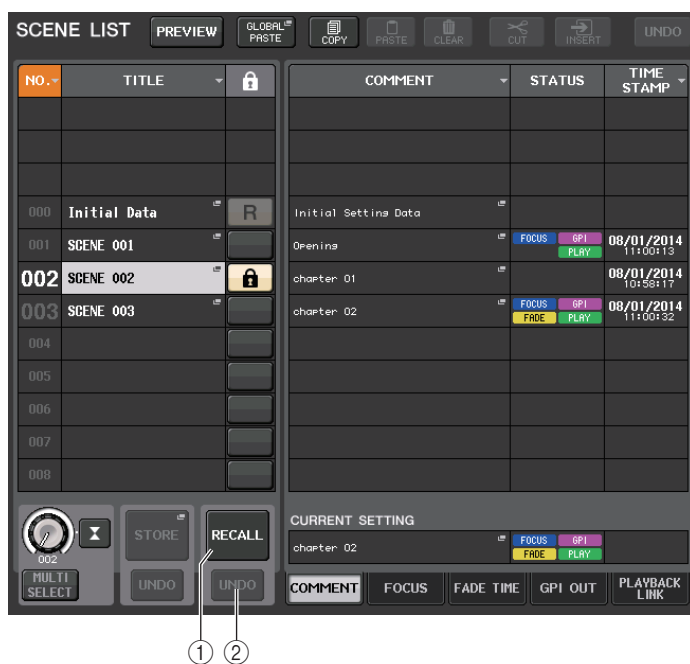 SCENE LIST PREVIEW GLOBAL PASTE COPY PASTE CLEAR CUT INSERT UNDO
NO. TITLE COMMENT STATUS TIME STAMP
000 Initial Data R Initial Setting Data
001 SCENE 001 Opening FOCUS GPI PLAY 08/01/2014 11:00:13
002 SCENE 002 chapter 01 08/01/2014 10:58:17
003 SCENE 003 chapter 02 FOCUS GPI FADE PLAY 08/01/2014 11:00:32
004
005
006
007
008
002 STORE RECALL
MULTI SELECT UNDO UNDO
CURRENT SETTING
chapter 02 FOCUS GPI FADE PLAY
COMMENT FOCUS FADE TIME GPI OUT PLAYBACK LINK
① ②